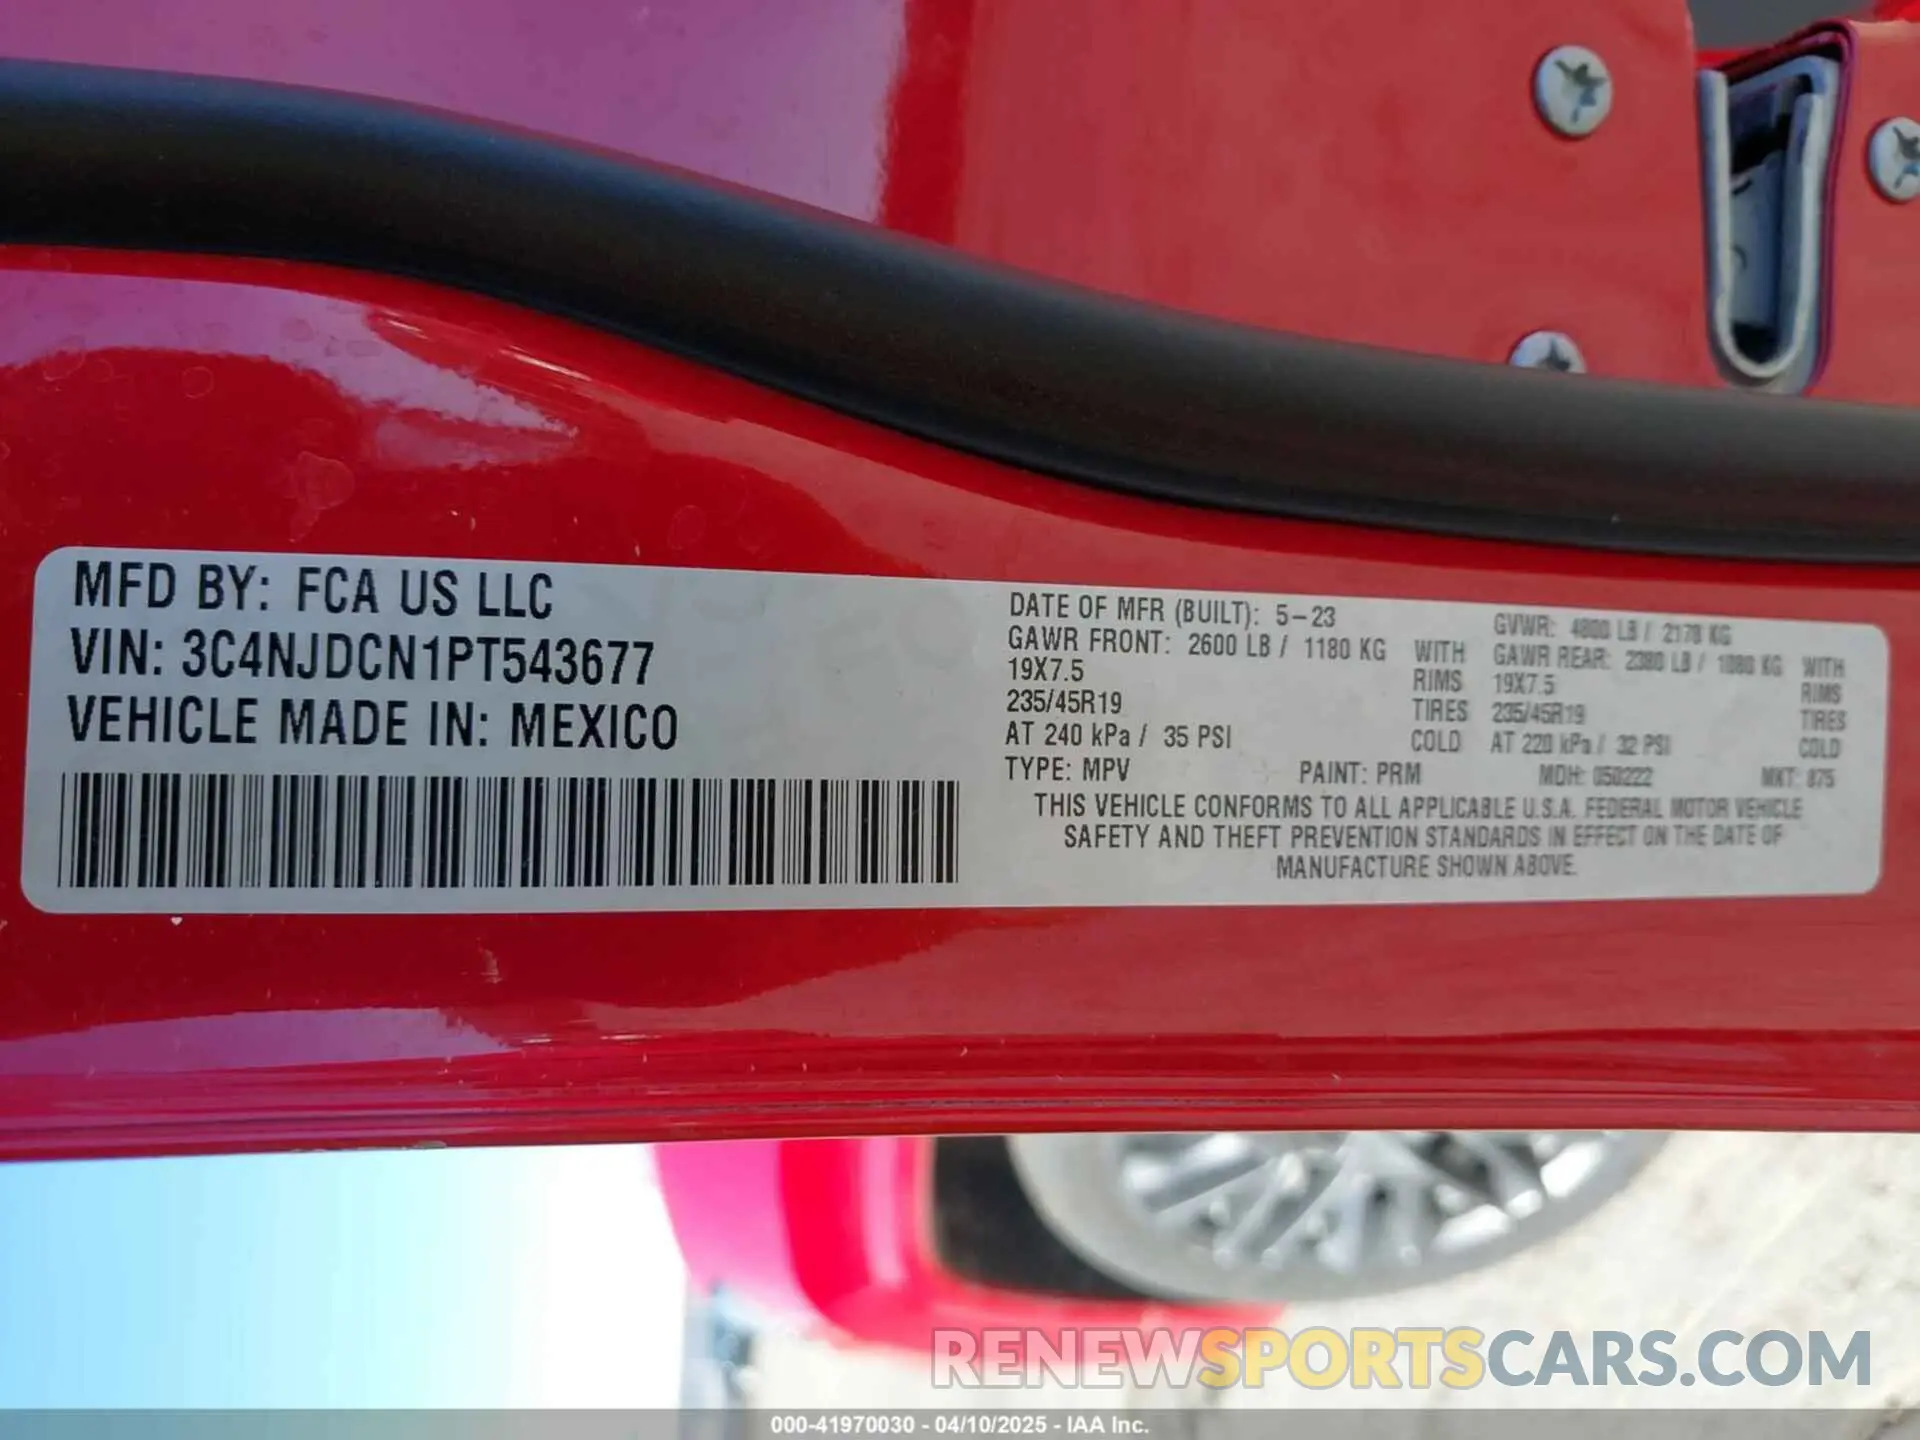 MFD BY: FCA US LLC
VIN: 3C4NJDCN1PT543677
VEHICLE MADE IN: MEXICO
DATE OF MFR (BUILT): 5-23 GVWR: 4800 LB / 2178 KG
GAWR FRONT: 2600 LB / 1180 KG WITH GAWR REAR: 2380 LB / 1080 KG WITH
19X7.5 RIMS 19X7.5 RIMS
235/45R19 TIRES 235/45R19 TIRES
AT 240 kPa / 35 PSI COLD AT 220 kPa / 32 PSI COLD
TYPE: MPV PAINT: PRM MDH: 050222 MKT: 875
THIS VEHICLE CONFORMS TO ALL APPLICABLE U.S.A. FEDERAL MOTOR VEHICLE
SAFETY AND THEFT PREVENTION STANDARDS IN EFFECT ON THE DATE OF
MANUFACTURE SHOWN ABOVE.
RENEWSPORTSCARS.COM
000-41970030 - 04/10/2025 - IAA Inc.